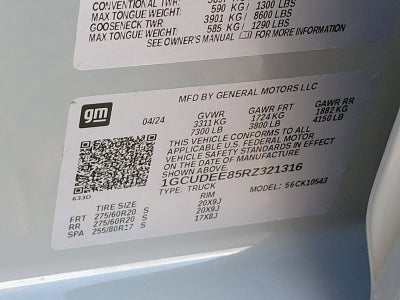 CONVENTIONAL TWR:
MAX TONGUE WEIGHT: 590 KG / 1300 LBS
GOOSENECK TWR: 3901 KG / 8600 LBS
MAX TONGUE WEIGHT: 585 KG / 1290 LBS
SEE OWNER'S MANUAL FOR MORE INFORMATION
gm
MFD BY GENERAL MOTORS LLC
04/24 GVWR GAWR FRT GAWR RR
3311 KG 1724 KG 1882 KG
7300 LB 3800 LB 4150 LB
THIS VEHICLE CONFORMS TO ALL
APPLICABLE U.S. FEDERAL MOTOR
VEHICLE SAFETY STANDARDS IN EFFECT
ON THE DATE OF MANUFACTURE
1GCUDEE85RZ321316
633D
TYPE: TRUCK MODEL: S6CK10543
TIRE SIZE RIM
FRT 275/60R20 S 20X9J
RR 275/60R20 S 20X9J
SPA 255/80R17 S 17X8J